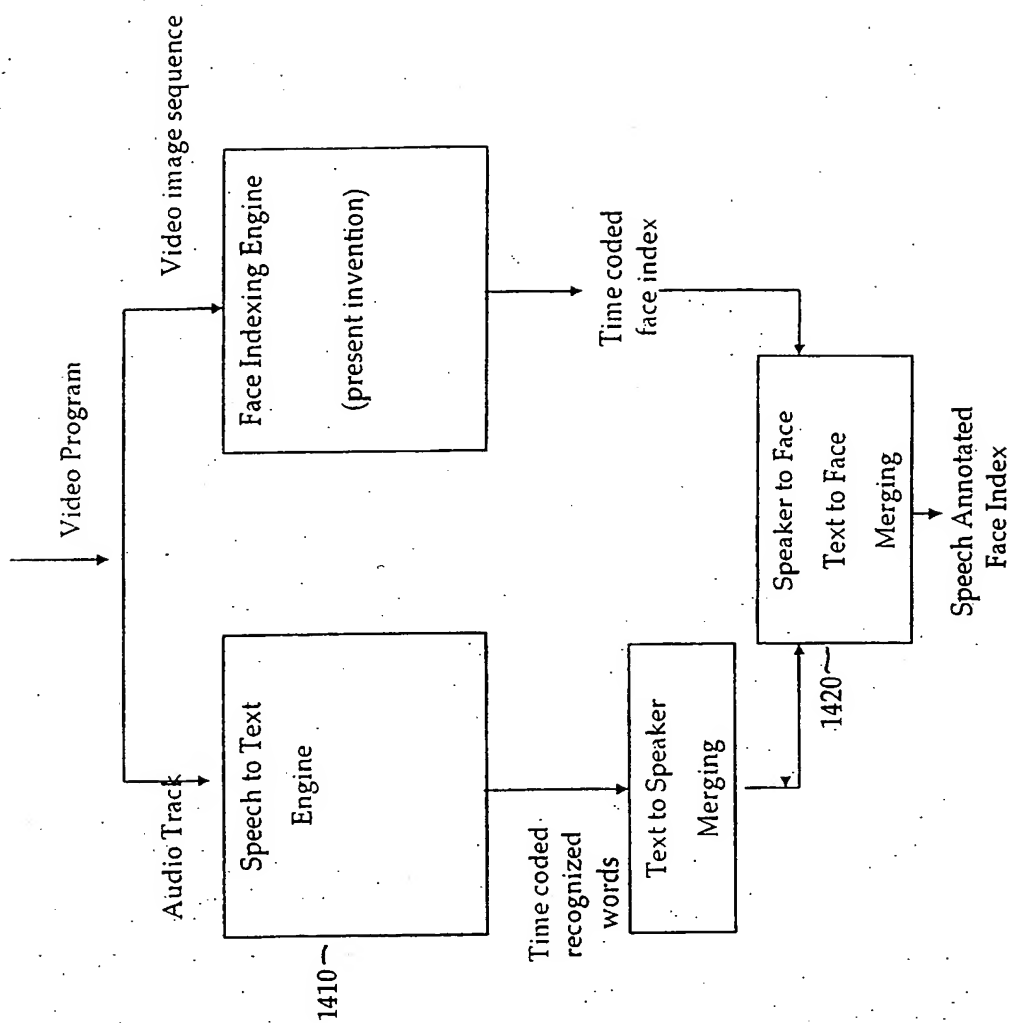 Video Program
Audio Track
Video image sequence
Speech to Text
Engine
1410
Face Indexing Engine
(present invention)
Time coded
recognized
words
Time coded
face index
Text to Speaker
Merging
Speaker to Face
Text to Face
Merging
1420
Speech Annotated
Face Index